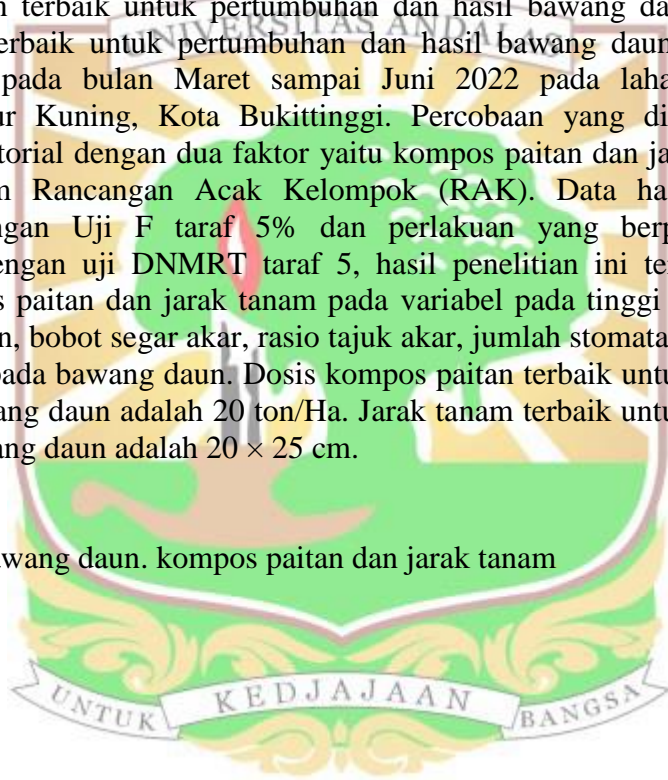 n terbaik untuk pertumbuhan dan hasil bawang da
UNIVERSITAS ANDALAS
erbaik untuk pertumbuhan dan hasil bawang daun
pada bulan Maret sampai Juni 2022 pada laha
ur Kuning, Kota Bukittinggi. Percobaan yang di
torial dengan dua faktor yaitu kompos paitan dan ja
m Rancangan Acak Kelompok (RAK). Data ha
ngan Uji F taraf 5% dan perlakuan yang berp
engan uji DNMRT taraf 5, hasil penelitian ini te
s paitan dan jarak tanam pada variabel pada tinggi
n, bobot segar akar, rasio tajuk akar, jumlah stomata
pada bawang daun. Dosis kompos paitan terbaik untu
ang daun adalah 20 ton/Ha. Jarak tanam terbaik untu
ang daun adalah 20 × 25 cm.
awang daun. kompos paitan dan jarak tanam
UNTUK KEDJAJAAN BANGSA